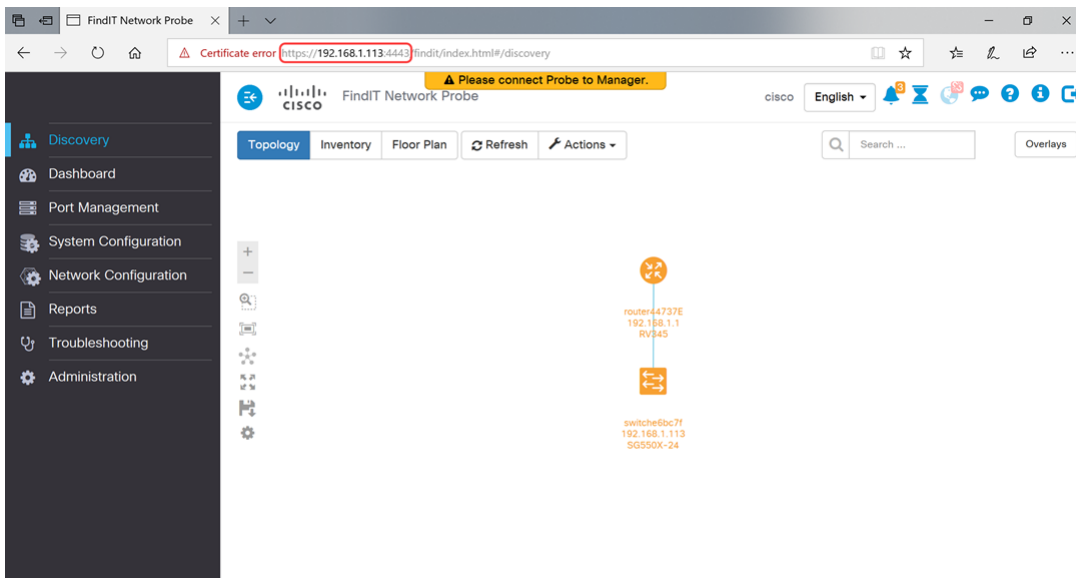 FindIT Network Probe
Certificate error https://192.168.1.113:4443/findit/index.html#/discovery
Please connect Probe to Manager.
cisco FindIT Network Probe cisco English 3
Discovery
Topology Inventory Floor Plan Refresh Actions Search ... Overlays
Dashboard
Port Management
System Configuration
Network Configuration
Reports
Troubleshooting
Administration
router44737E
192.168.1.1
RV345
switche6bc7f
192.168.1.113
SG550X-24